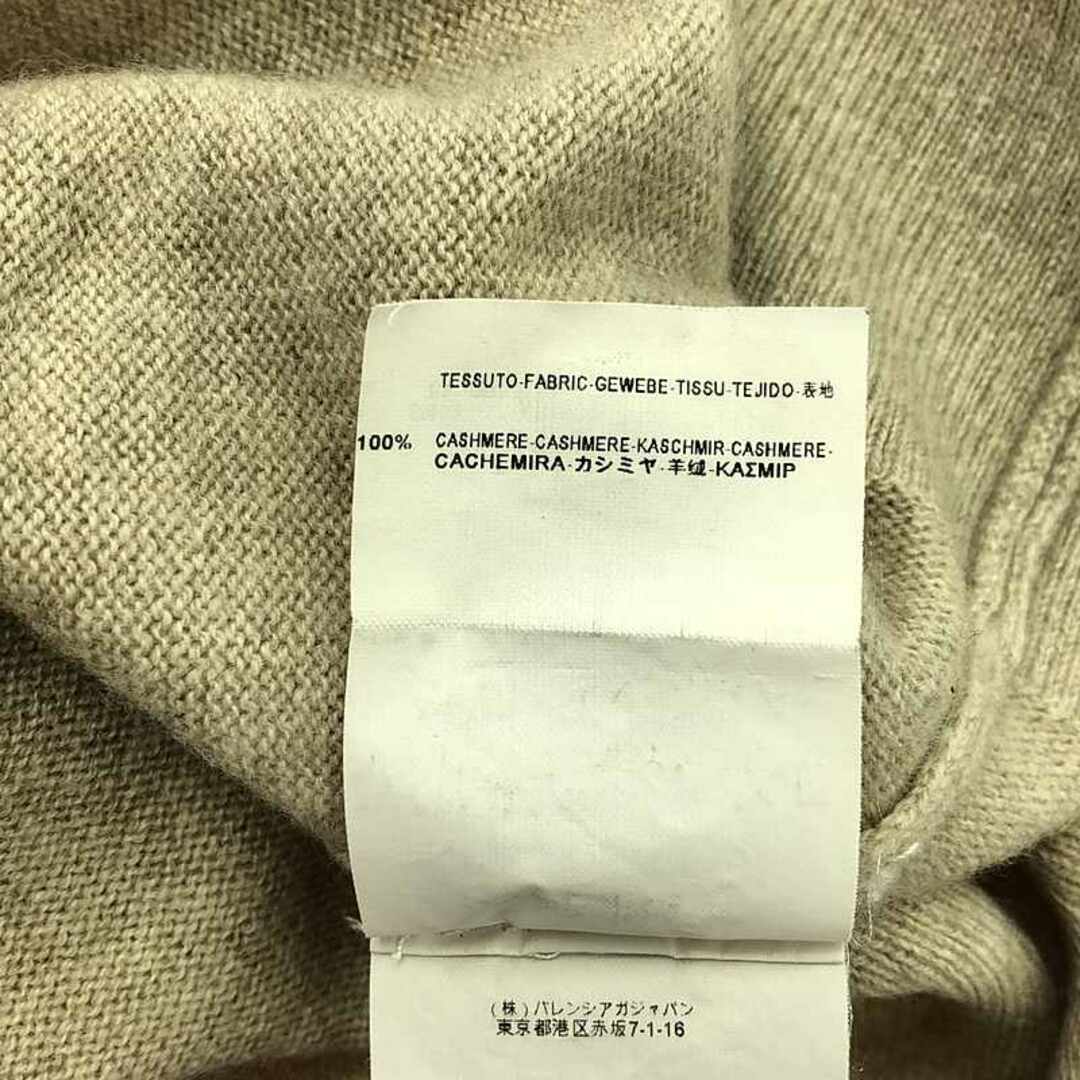 TESSUTO-FABRIC-GEWEBE-TISSU-TEJIDO-表地
100% CASHMERE-CASHMERE-KASCHMIR-CASHMERE-
CACHEMIRA-カシミヤ-羊绒-ΚΑΣΜΙΡ
(株)バレンシアガジャパン
東京都港区赤坂7-1-16